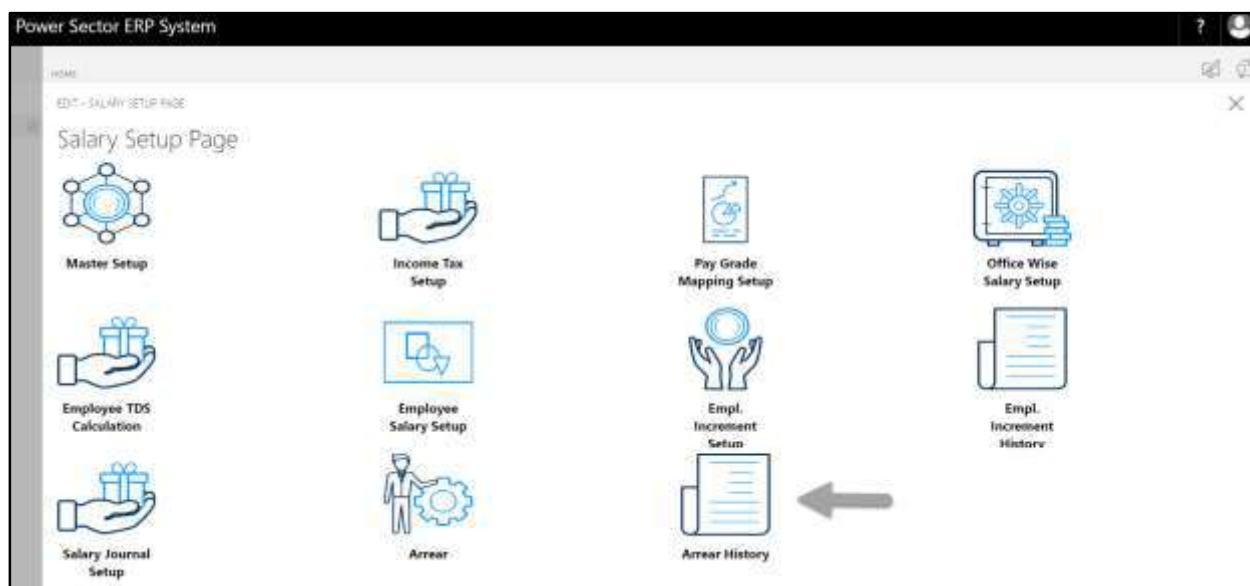 Power Sector ERP System
?
HOME
EDIT - SALARY SETUP PAGE
Salary Setup Page
Master Setup
Income Tax
Setup
Pay Grade
Mapping Setup
Office Wise
Salary Setup
Employee TDS
Calculation
Employee
Salary Setup
Empl.
Increment
Setup
Empl.
Increment
History
Salary Journal
Setup
Arrear
Arrear History